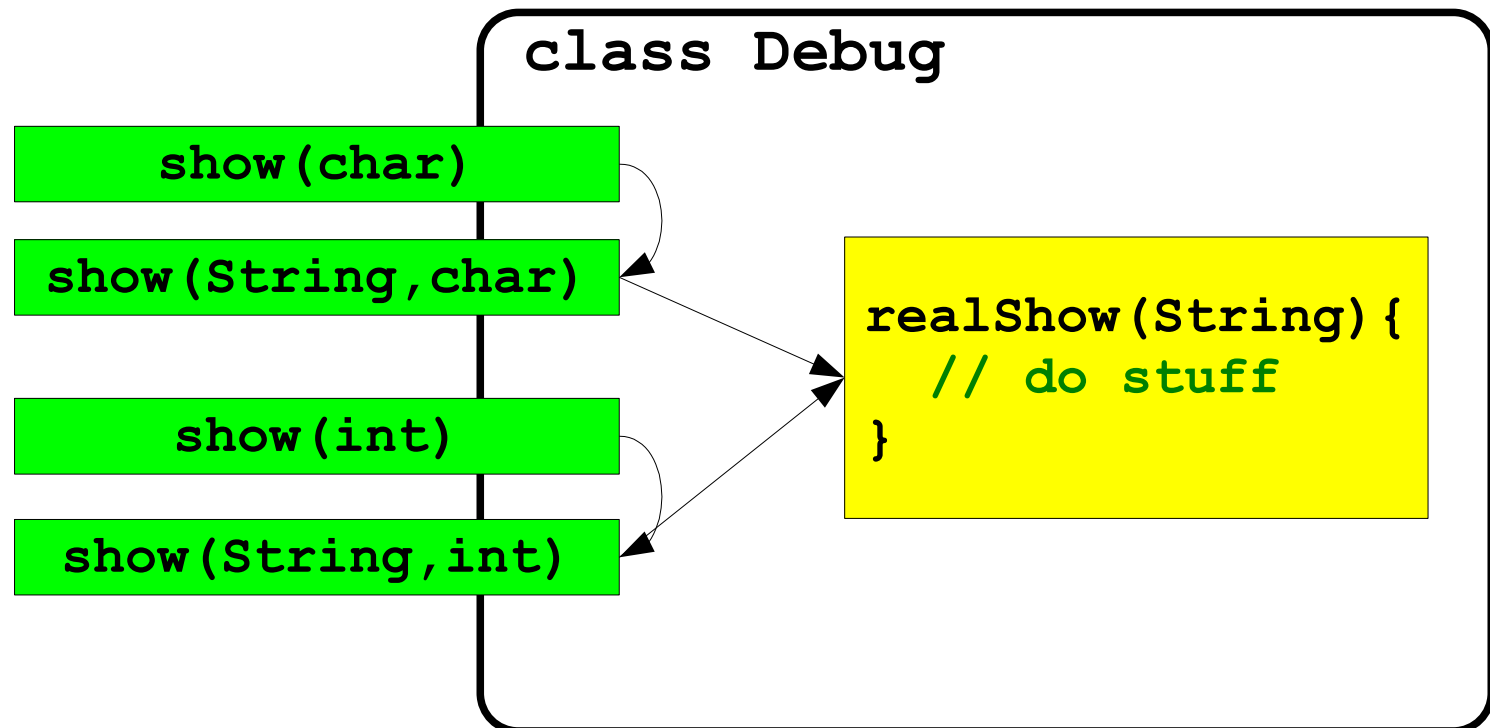 class Debug
show(char)
show(String,char)
show(int)
show(String,int)
realShow(String){
// do stuff
}